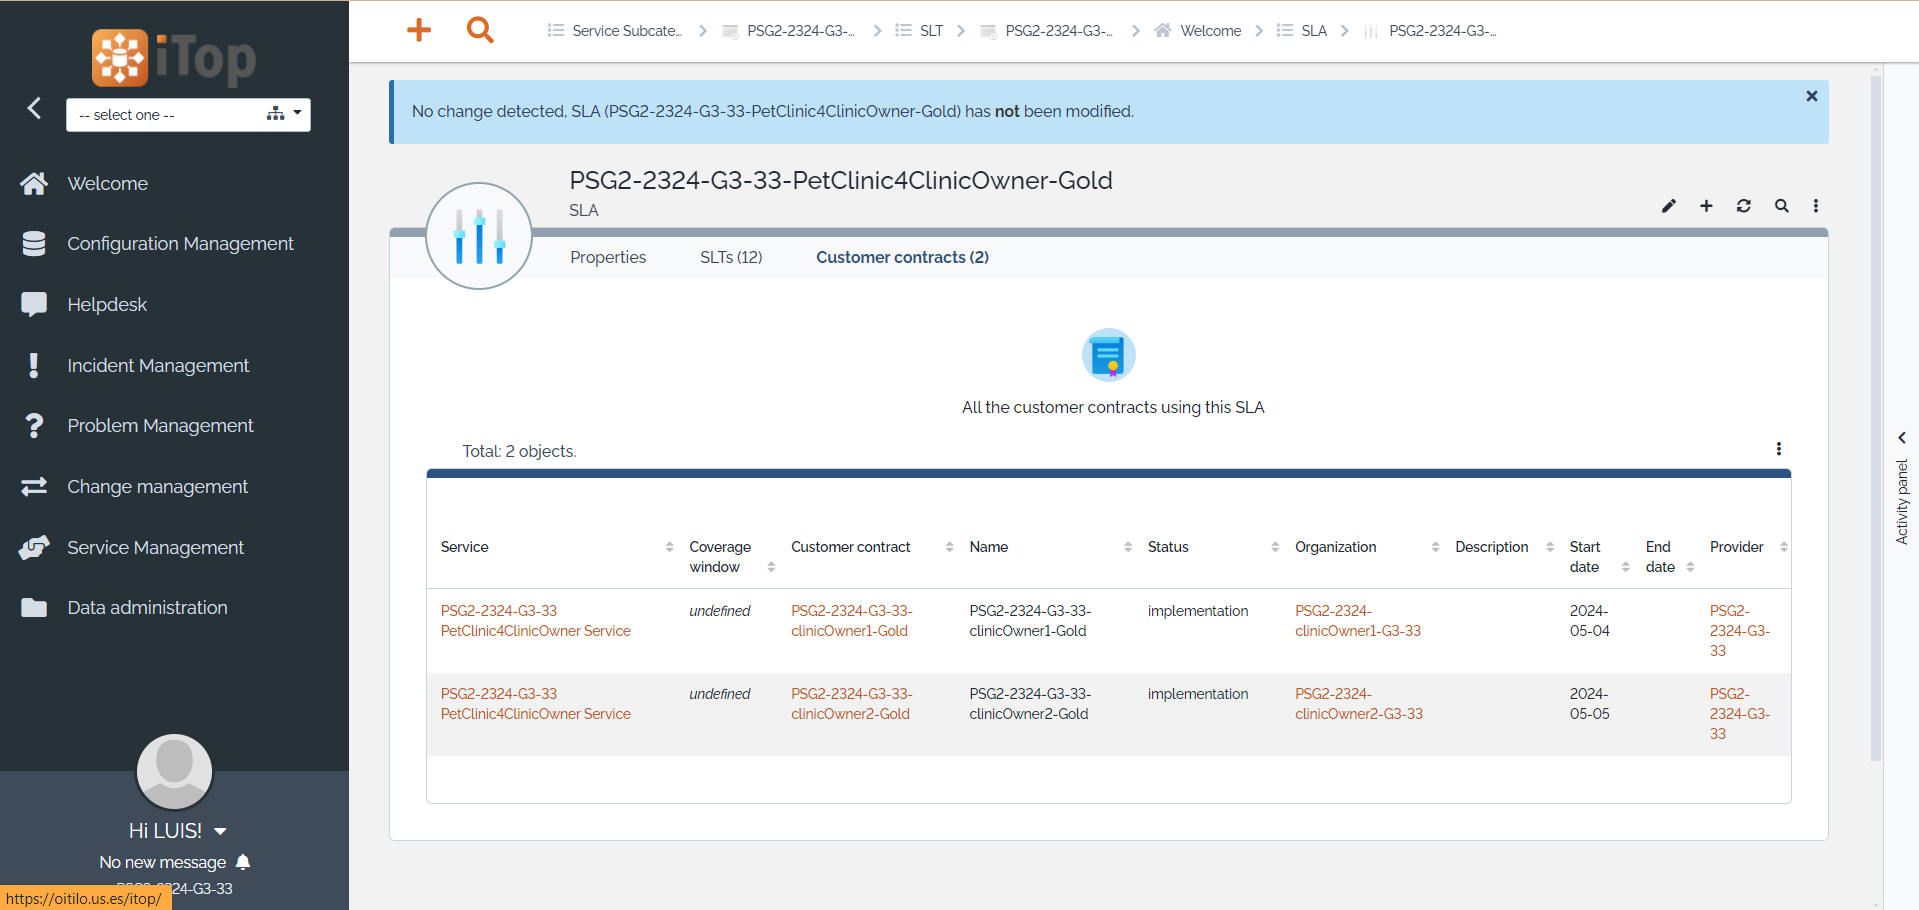 iTop
-- select one --
Welcome
Configuration Management
Helpdesk
Incident Management
Problem Management
Change management
Service Management
Data administration
Hi LUIS!
No new message
24-G3-33
https://oitilo.us.es/itop/
Service Subcate...
PSG2-2324-G3-...
SLT
PSG2-2324-G3-...
Welcome
SLA
PSG2-2324-G3-...
No change detected, SLA (PSG2-2324-G3-33-PetClinic4ClinicOwner-Gold) has not been modified.
PSG2-2324-G3-33-PetClinic4ClinicOwner-Gold
SLA
Properties
SLTs (12)
Customer contracts (2)
All the customer contracts using this SLA
Total: 2 objects.
Service
Coverage
window
Customer contract
Name
Status
Organization
Description
Start
date
End
date
Provider
PSG2-2324-G3-33
PetClinic4ClinicOwner Service
undefined
PSG2-2324-G3-33-
clinicOwner1-Gold
PSG2-2324-G3-33-
clinicOwner1-Gold
implementation
PSG2-2324-
clinicOwner1-G3-33
2024-
05-04
PSG2-
2324-G3-
33
PSG2-2324-G3-33
PetClinic4ClinicOwner Service
undefined
PSG2-2324-G3-33-
clinicOwner2-Gold
PSG2-2324-G3-33-
clinicOwner2-Gold
implementation
PSG2-2324-
clinicOwner2-G3-33
2024-
05-05
PSG2-
2324-G3-
33
Activity panel